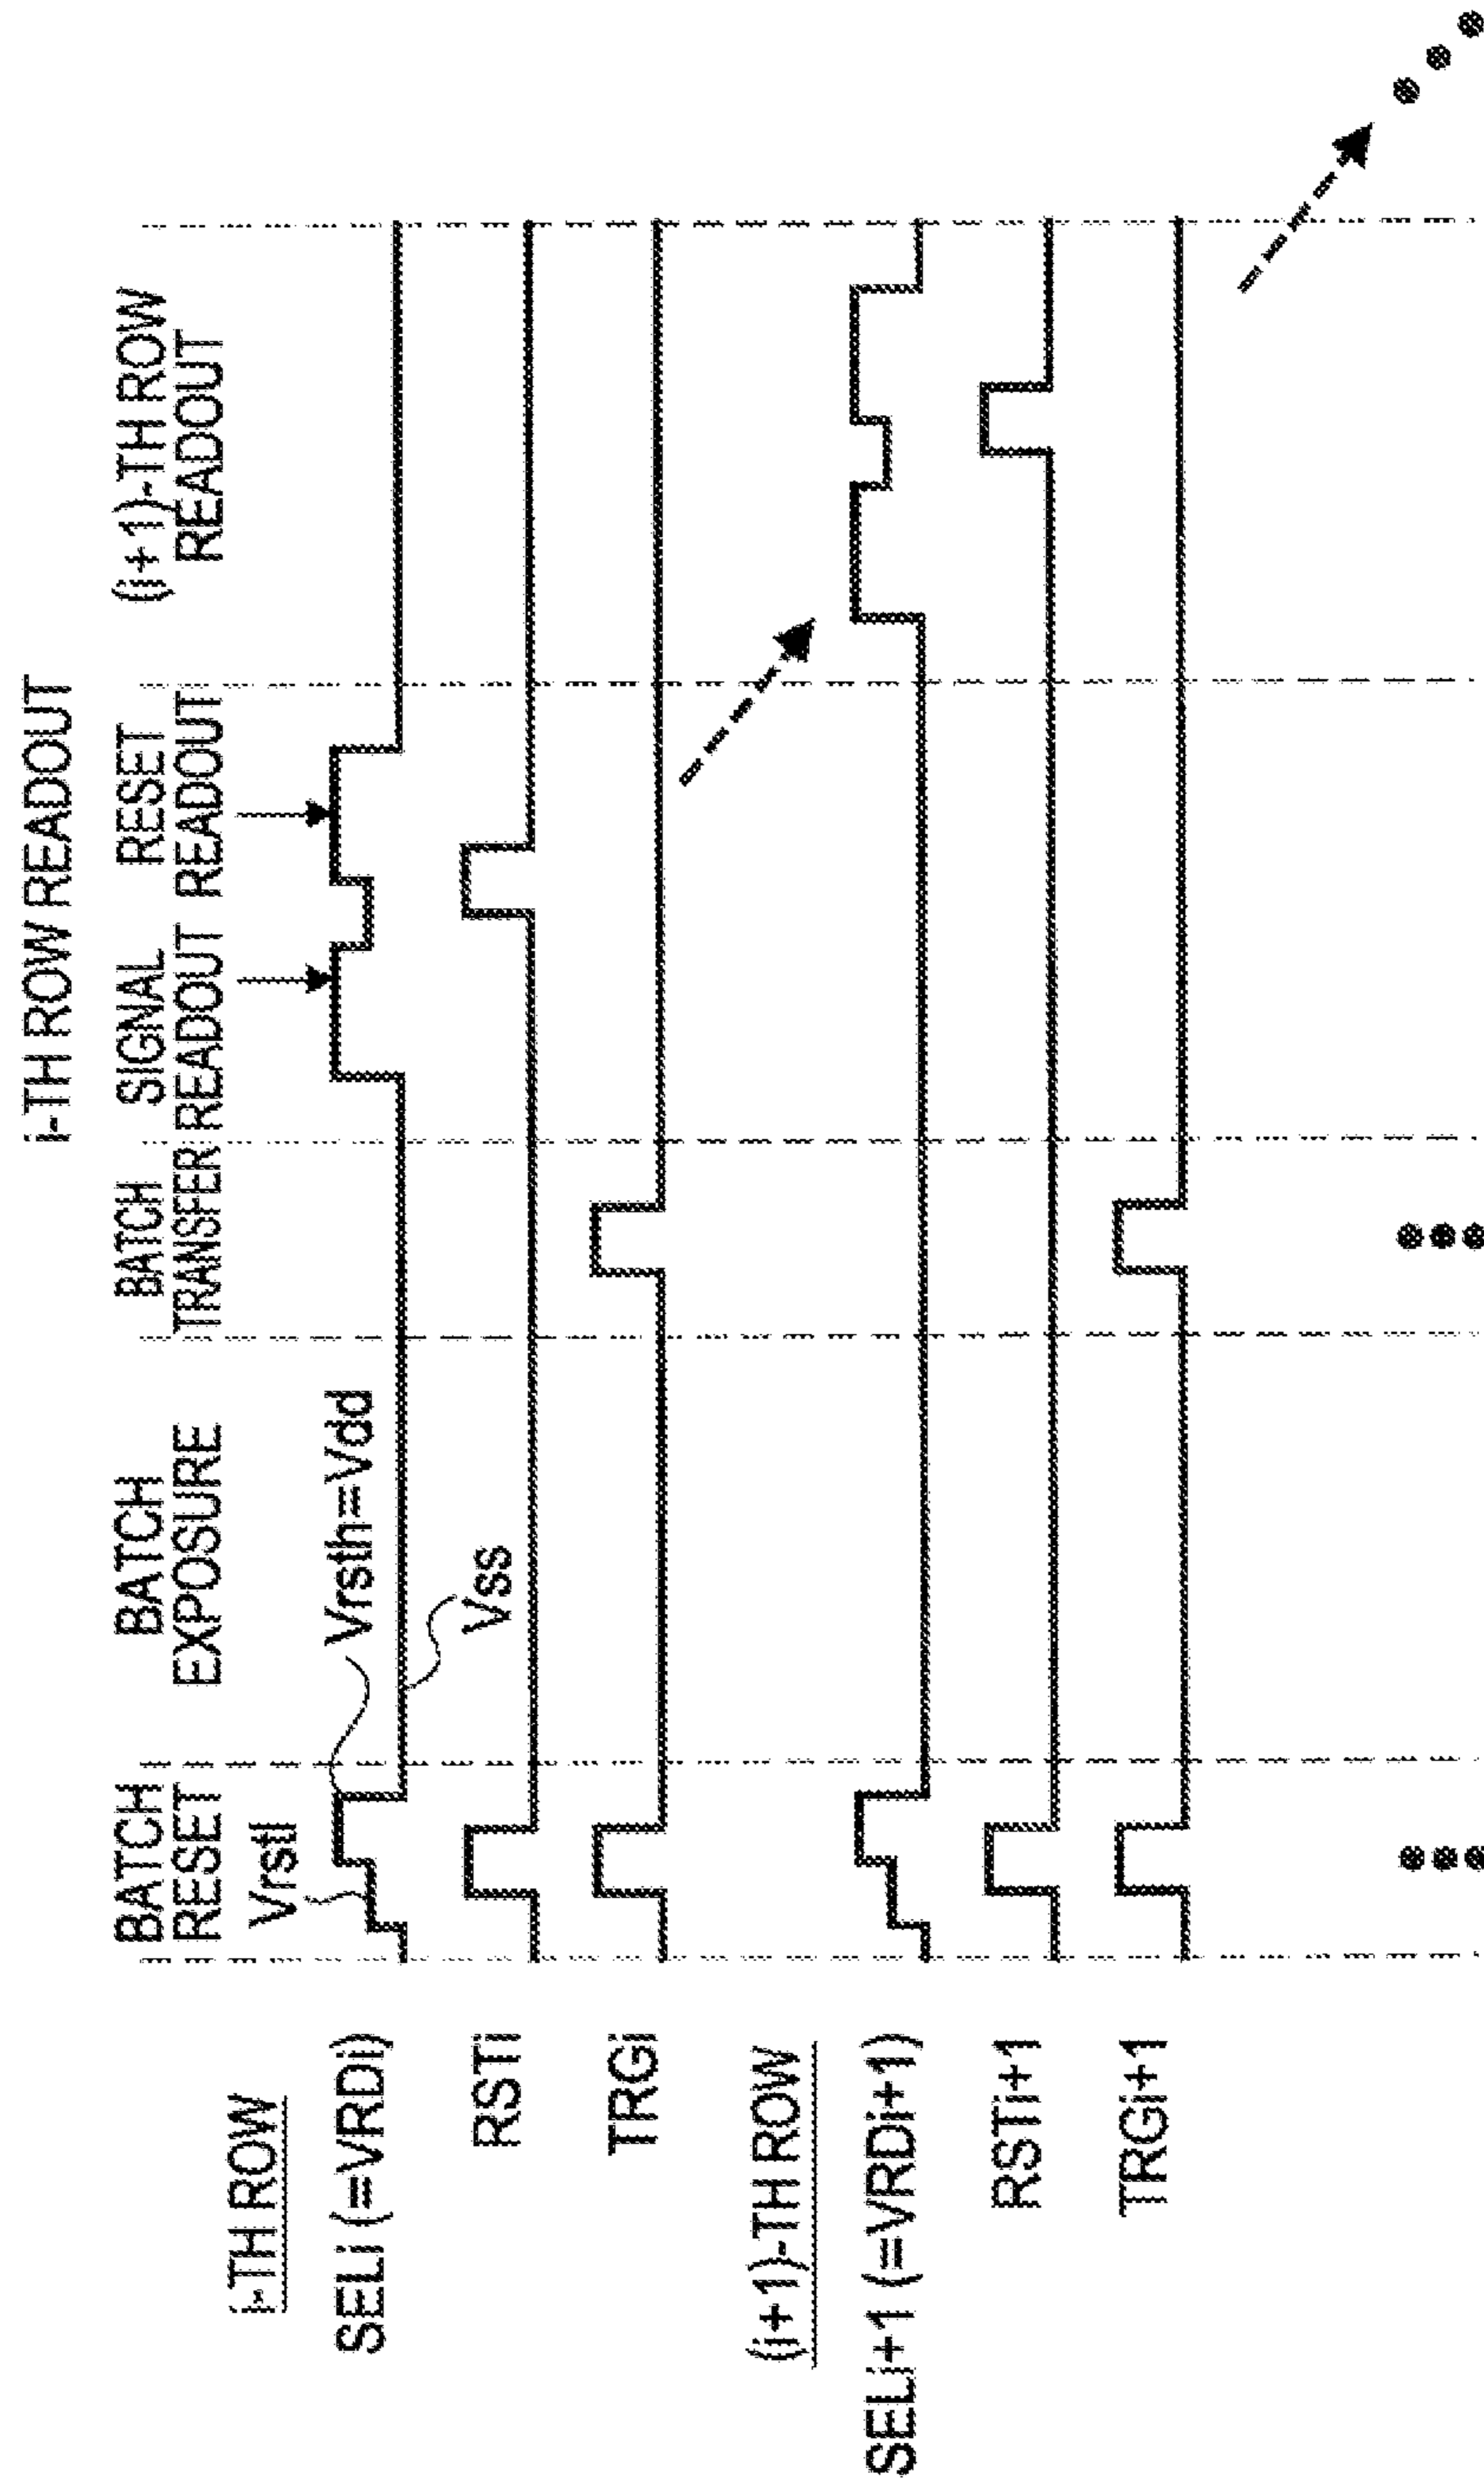 i-TH ROW READOUT
BATCH RESET
BATCH EXPOSURE
BATCH TRANSFER
SIGNAL READOUT
RESET READOUT
(i+1)-TH ROW READOUT
Vrstl
Vrsth=Vdd
Vss
i-TH ROW
SELi (=VRDi)
RSTi
TRGi
(i+1)-TH ROW
SELi+1 (=VRDi+1)
RSTi+1
TRGi+1